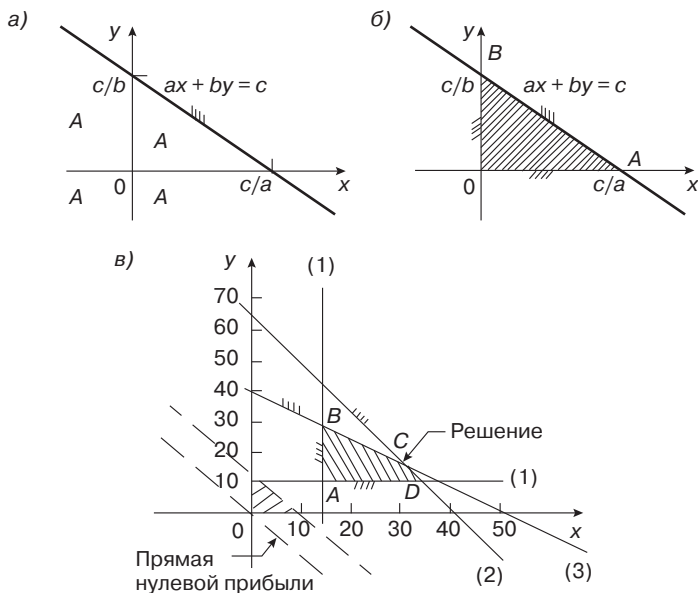 а)
y
c/b
ax + by = c
A
A
0
c/a
x
A
A
б)
y
B
c/b
ax + by = c
A
0
c/a
x
в)
y
(1)
70
60
50
40
30
20
10
B
C
Решение
A
D
(1)
0
10
20
30
40
50
x
Прямая
нулевой прибыли
(2)
(3)